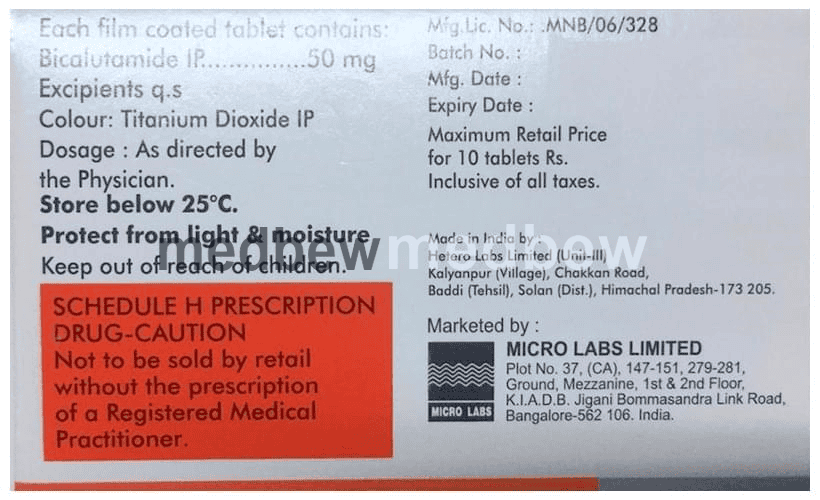 Each film coated tablet contains:
Bicalutamide IP...............50 mg
Excipients q.s
Colour: Titanium Dioxide IP
Dosage : As directed by
the Physician.
Store below 25°C.
Protect from light & moisture
Keep out of reach of children.
SCHEDULE H PRESCRIPTION
DRUG-CAUTION
Not to be sold by retail
without the prescription
of a Registered Medical
Practitioner.
Mfg.Lic. No.: .MNB/06/328
Batch No. :
Mfg. Date :
Expiry Date :
Maximum Retail Price
for 10 tablets Rs.
Inclusive of all taxes.
Made in India by :
Hetero Labs Limited (Unit-III)
Kalyanpur (Village), Chakkan Road,
Baddi (Tehsil), Solan (Dist.), Himachal Pradesh-173 205.
Marketed by :
MICRO LABS LIMITED
Plot No. 37, (CA), 147-151, 279-281,
Ground, Mezzanine, 1st & 2nd Floor,
K.I.A.D.B. Jigani Bommasandra Link Road,
Bangalore-562 106. India.
MICRO LABS
medbow medbow